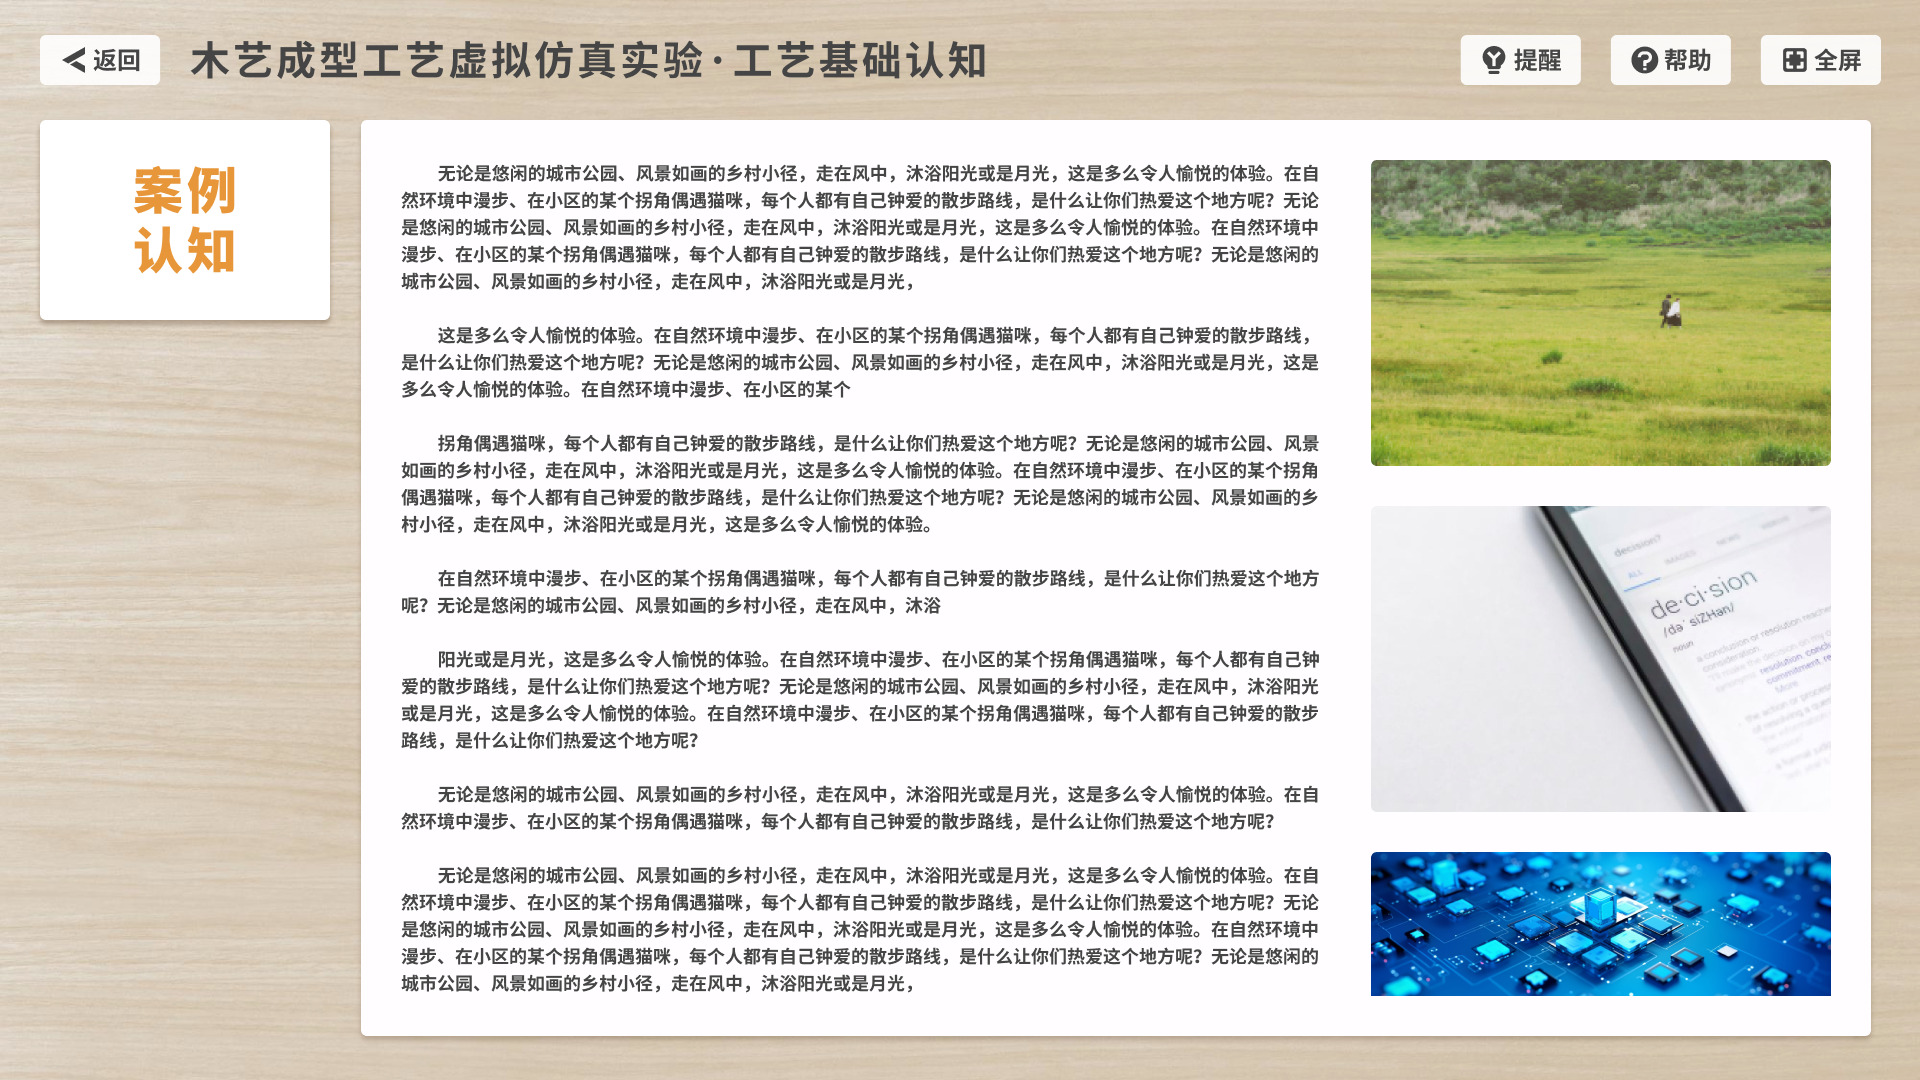 返回
木艺成型工艺虚拟仿真实验·工艺基础认知
提醒
帮助
全屏
案例
认知
无论是悠闲的城市公园、风景如画的乡村小径，走在风中，沐浴阳光或是月光，这是多么令人愉悦的体验。在自
然环境中漫步、在小区的某个拐角偶遇猫咪，每个人都有自己钟爱的散步路线，是什么让你们热爱这个地方呢？无论
是悠闲的城市公园、风景如画的乡村小径，走在风中，沐浴阳光或是月光，这是多么令人愉悦的体验。在自然环境中
漫步、在小区的某个拐角偶遇猫咪，每个人都有自己钟爱的散步路线，是什么让你们热爱这个地方呢？无论是悠闲的
城市公园、风景如画的乡村小径，走在风中，沐浴阳光或是月光，
这是多么令人愉悦的体验。在自然环境中漫步、在小区的某个拐角偶遇猫咪，每个人都有自己钟爱的散步路线，
是什么让你们热爱这个地方呢？无论是悠闲的城市公园、风景如画的乡村小径，走在风中，沐浴阳光或是月光，这是
多么令人愉悦的体验。在自然环境中漫步、在小区的某个
拐角偶遇猫咪，每个人都有自己钟爱的散步路线，是什么让你们热爱这个地方呢？无论是悠闲的城市公园、风景
如画的乡村小径，走在风中，沐浴阳光或是月光，这是多么令人愉悦的体验。在自然环境中漫步、在小区的某个拐角
偶遇猫咪，每个人都有自己钟爱的散步路线，是什么让你们热爱这个地方呢？无论是悠闲的城市公园、风景如画的乡
村小径，走在风中，沐浴阳光或是月光，这是多么令人愉悦的体验。
在自然环境中漫步、在小区的某个拐角偶遇猫咪，每个人都有自己钟爱的散步路线，是什么让你们热爱这个地方
呢？无论是悠闲的城市公园、风景如画的乡村小径，走在风中，沐浴
阳光或是月光，这是多么令人愉悦的体验。在自然环境中漫步、在小区的某个拐角偶遇猫咪，每个人都有自己钟
爱的散步路线，是什么让你们热爱这个地方呢？无论是悠闲的城市公园、风景如画的乡村小径，走在风中，沐浴阳光
或是月光，这是多么令人愉悦的体验。在自然环境中漫步、在小区的某个拐角偶遇猫咪，每个人都有自己钟爱的散步
路线，是什么让你们热爱这个地方呢？
无论是悠闲的城市公园、风景如画的乡村小径，走在风中，沐浴阳光或是月光，这是多么令人愉悦的体验。在自
然环境中漫步、在小区的某个拐角偶遇猫咪，每个人都有自己钟爱的散步路线，是什么让你们热爱这个地方呢？
无论是悠闲的城市公园、风景如画的乡村小径，走在风中，沐浴阳光或是月光，这是多么令人愉悦的体验。在自
然环境中漫步、在小区的某个拐角偶遇猫咪，每个人都有自己钟爱的散步路线，是什么让你们热爱这个地方呢？无论
是悠闲的城市公园、风景如画的乡村小径，走在风中，沐浴阳光或是月光，这是多么令人愉悦的体验。在自然环境中
漫步、在小区的某个拐角偶遇猫咪，每个人都有自己钟爱的散步路线，是什么让你们热爱这个地方呢？无论是悠闲的
城市公园、风景如画的乡村小径，走在风中，沐浴阳光或是月光，
decision?
ALL
IMAGES
NEWS
de·ci·sion
/dəˈsiZHən/
noun
a conclusion or resolution reached
consideration.
More